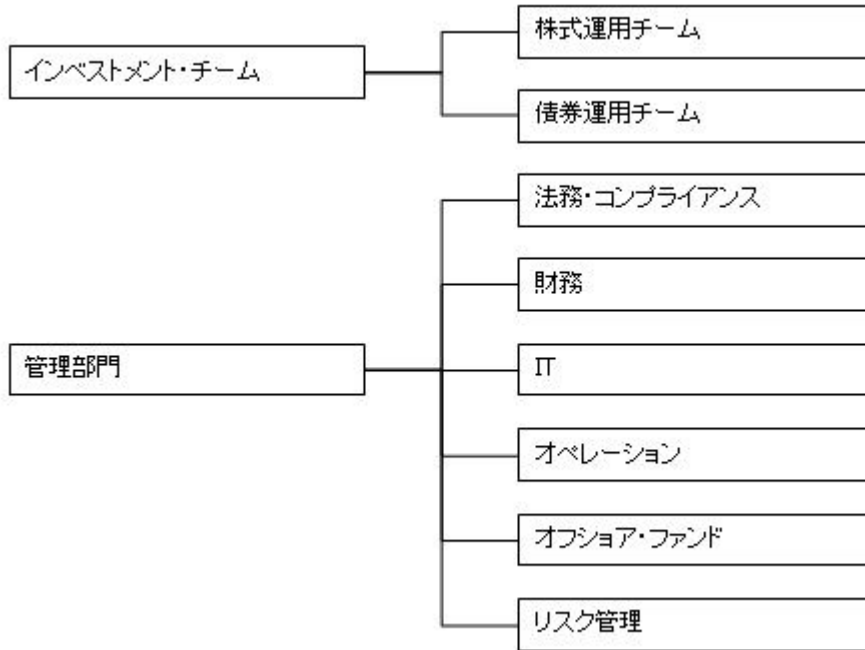 インベストメント・チーム
株式運用チーム
債券運用チーム
管理部門
法務・コンプライアンス
財務
IT
オペレーション
オフショア・ファンド
リスク管理